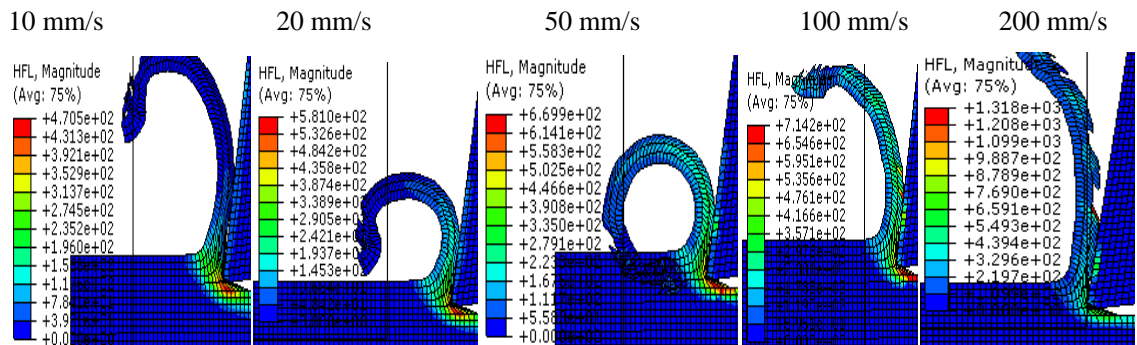 10 mm/s
20 mm/s
50 mm/s
100 mm/s
200 mm/s
HFL, Magnitude
(Avg: 75%)
+4.705e+02
+4.313e+02
+3.921e+02
+3.529e+02
+3.137e+02
+2.745e+02
+2.352e+02
+1.960e+02
HFL, Magnitude
(Avg: 75%)
+5.810e+02
+5.326e+02
+4.842e+02
+4.358e+02
+3.874e+02
+3.389e+02
+2.905e+02
+2.421e+02
+1.937e+02
+1.453e+02
HFL, Magnitude
(Avg: 75%)
+6.699e+02
+6.141e+02
+5.583e+02
+5.025e+02
+4.466e+02
+3.908e+02
+3.350e+02
+2.791e+02
HFL, Magnitude
(Avg: 75%)
+7.142e+02
+6.546e+02
+5.951e+02
+5.356e+02
+4.761e+02
+4.166e+02
+3.571e+02
HFL, Magnitude
(Avg: 75%)
+1.318e+03
+1.208e+03
+1.099e+03
+9.887e+02
+8.789e+02
+7.690e+02
+6.591e+02
+5.493e+02
+4.394e+02
+3.296e+02
+2.197e+02